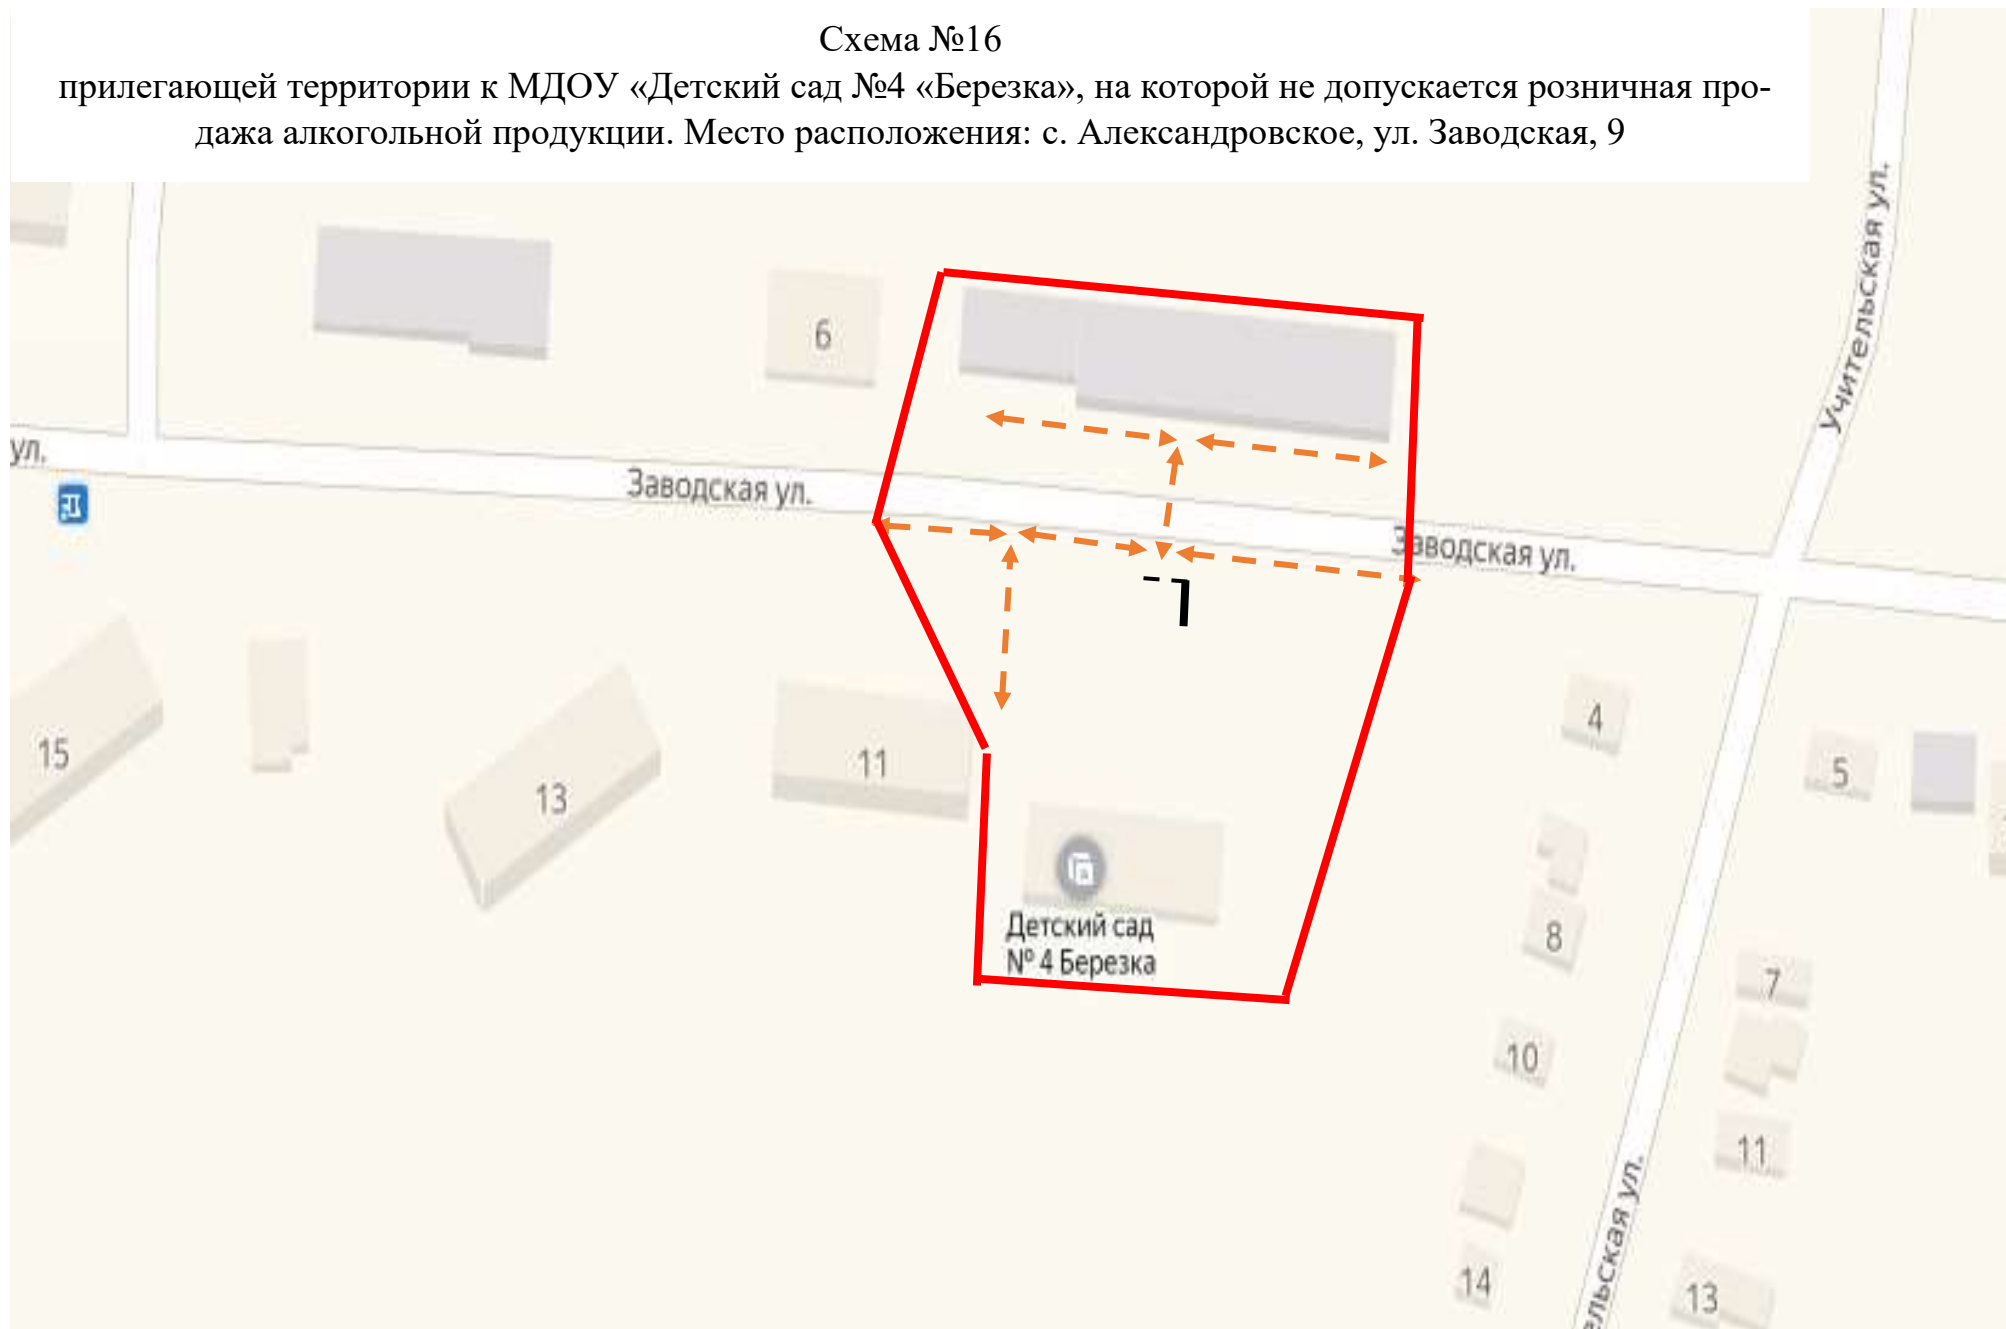 Схема №16
прилегающей территории к МДОУ «Детский сад №4 «Березка», на которой не допускается розничная про-
дажа алкогольной продукции. Место расположения: с. Александровское, ул. Заводская, 9
Учительская ул.
6
ул.
Заводская ул.
Заводская ул.
4
15
13
11
5
Детский сад
№ 4 Березка
8
7
10
11
14
13
ельская ул.